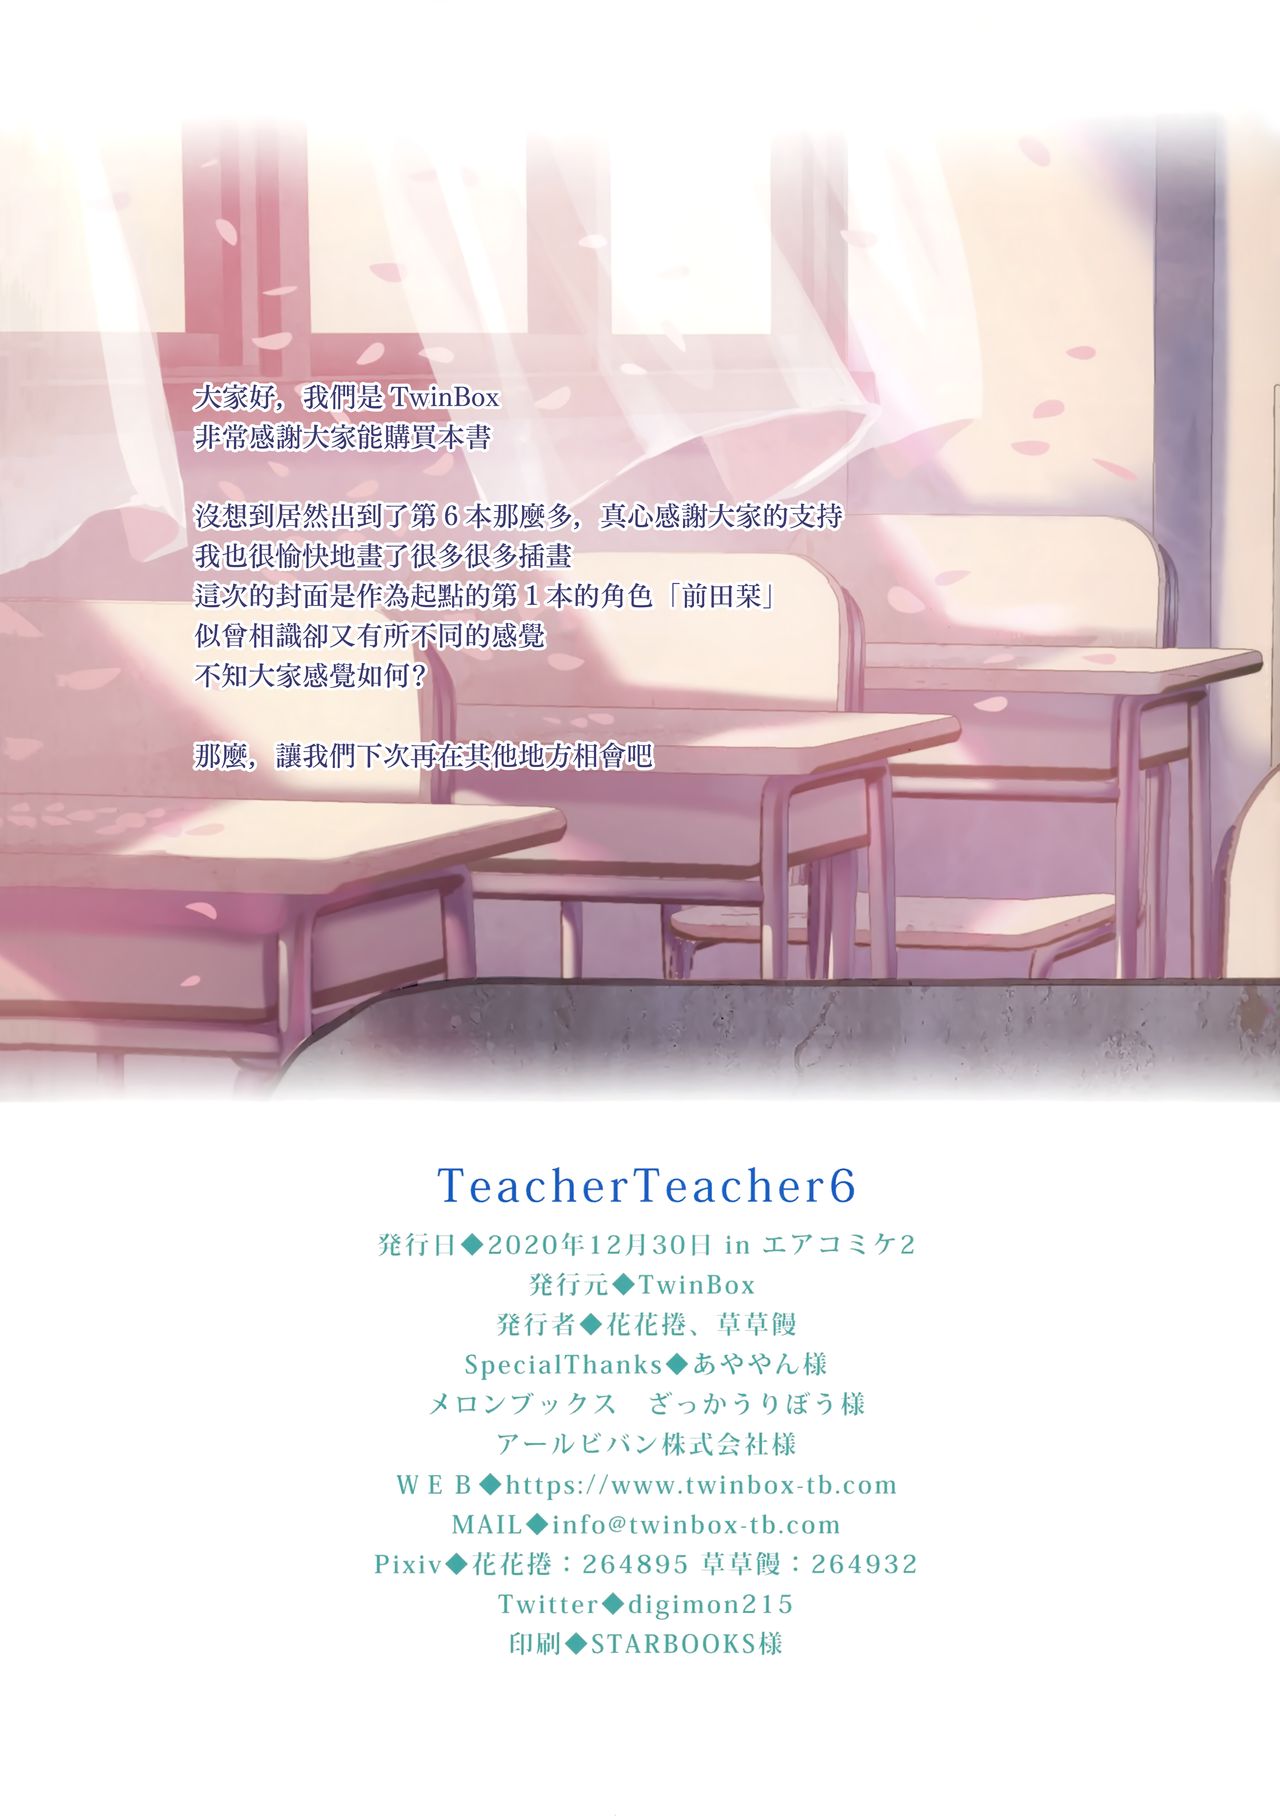 大家好，我們是 TwinBox
非常感謝大家能購買本書
沒想到居然出到了第 6 本那麼多，真心感謝大家的支持
我也很愉快地畫了很多很多插畫
這次的封面是作為起點的第 1 本的角色「前田栞」
似曾相識卻又有所不同的感覺
不知大家感覺如何？
那麼，讓我們下次再在其他地方相會吧
TeacherTeacher6
発行日◆2020年12月30日 in エアコミケ2
発行元◆TwinBox
発行者◆花花捲、草草饅
SpecialThanks◆あややん様
メロンブックス　ざっかうりぼう様
アールビバン株式会社様
ＷＥＢ◆https://www.twinbox-tb.com
MAIL◆info@twinbox-tb.com
Pixiv◆花花捲：264895 草草饅：264932
Twitter◆digimon215
印刷◆STARBOOKS様